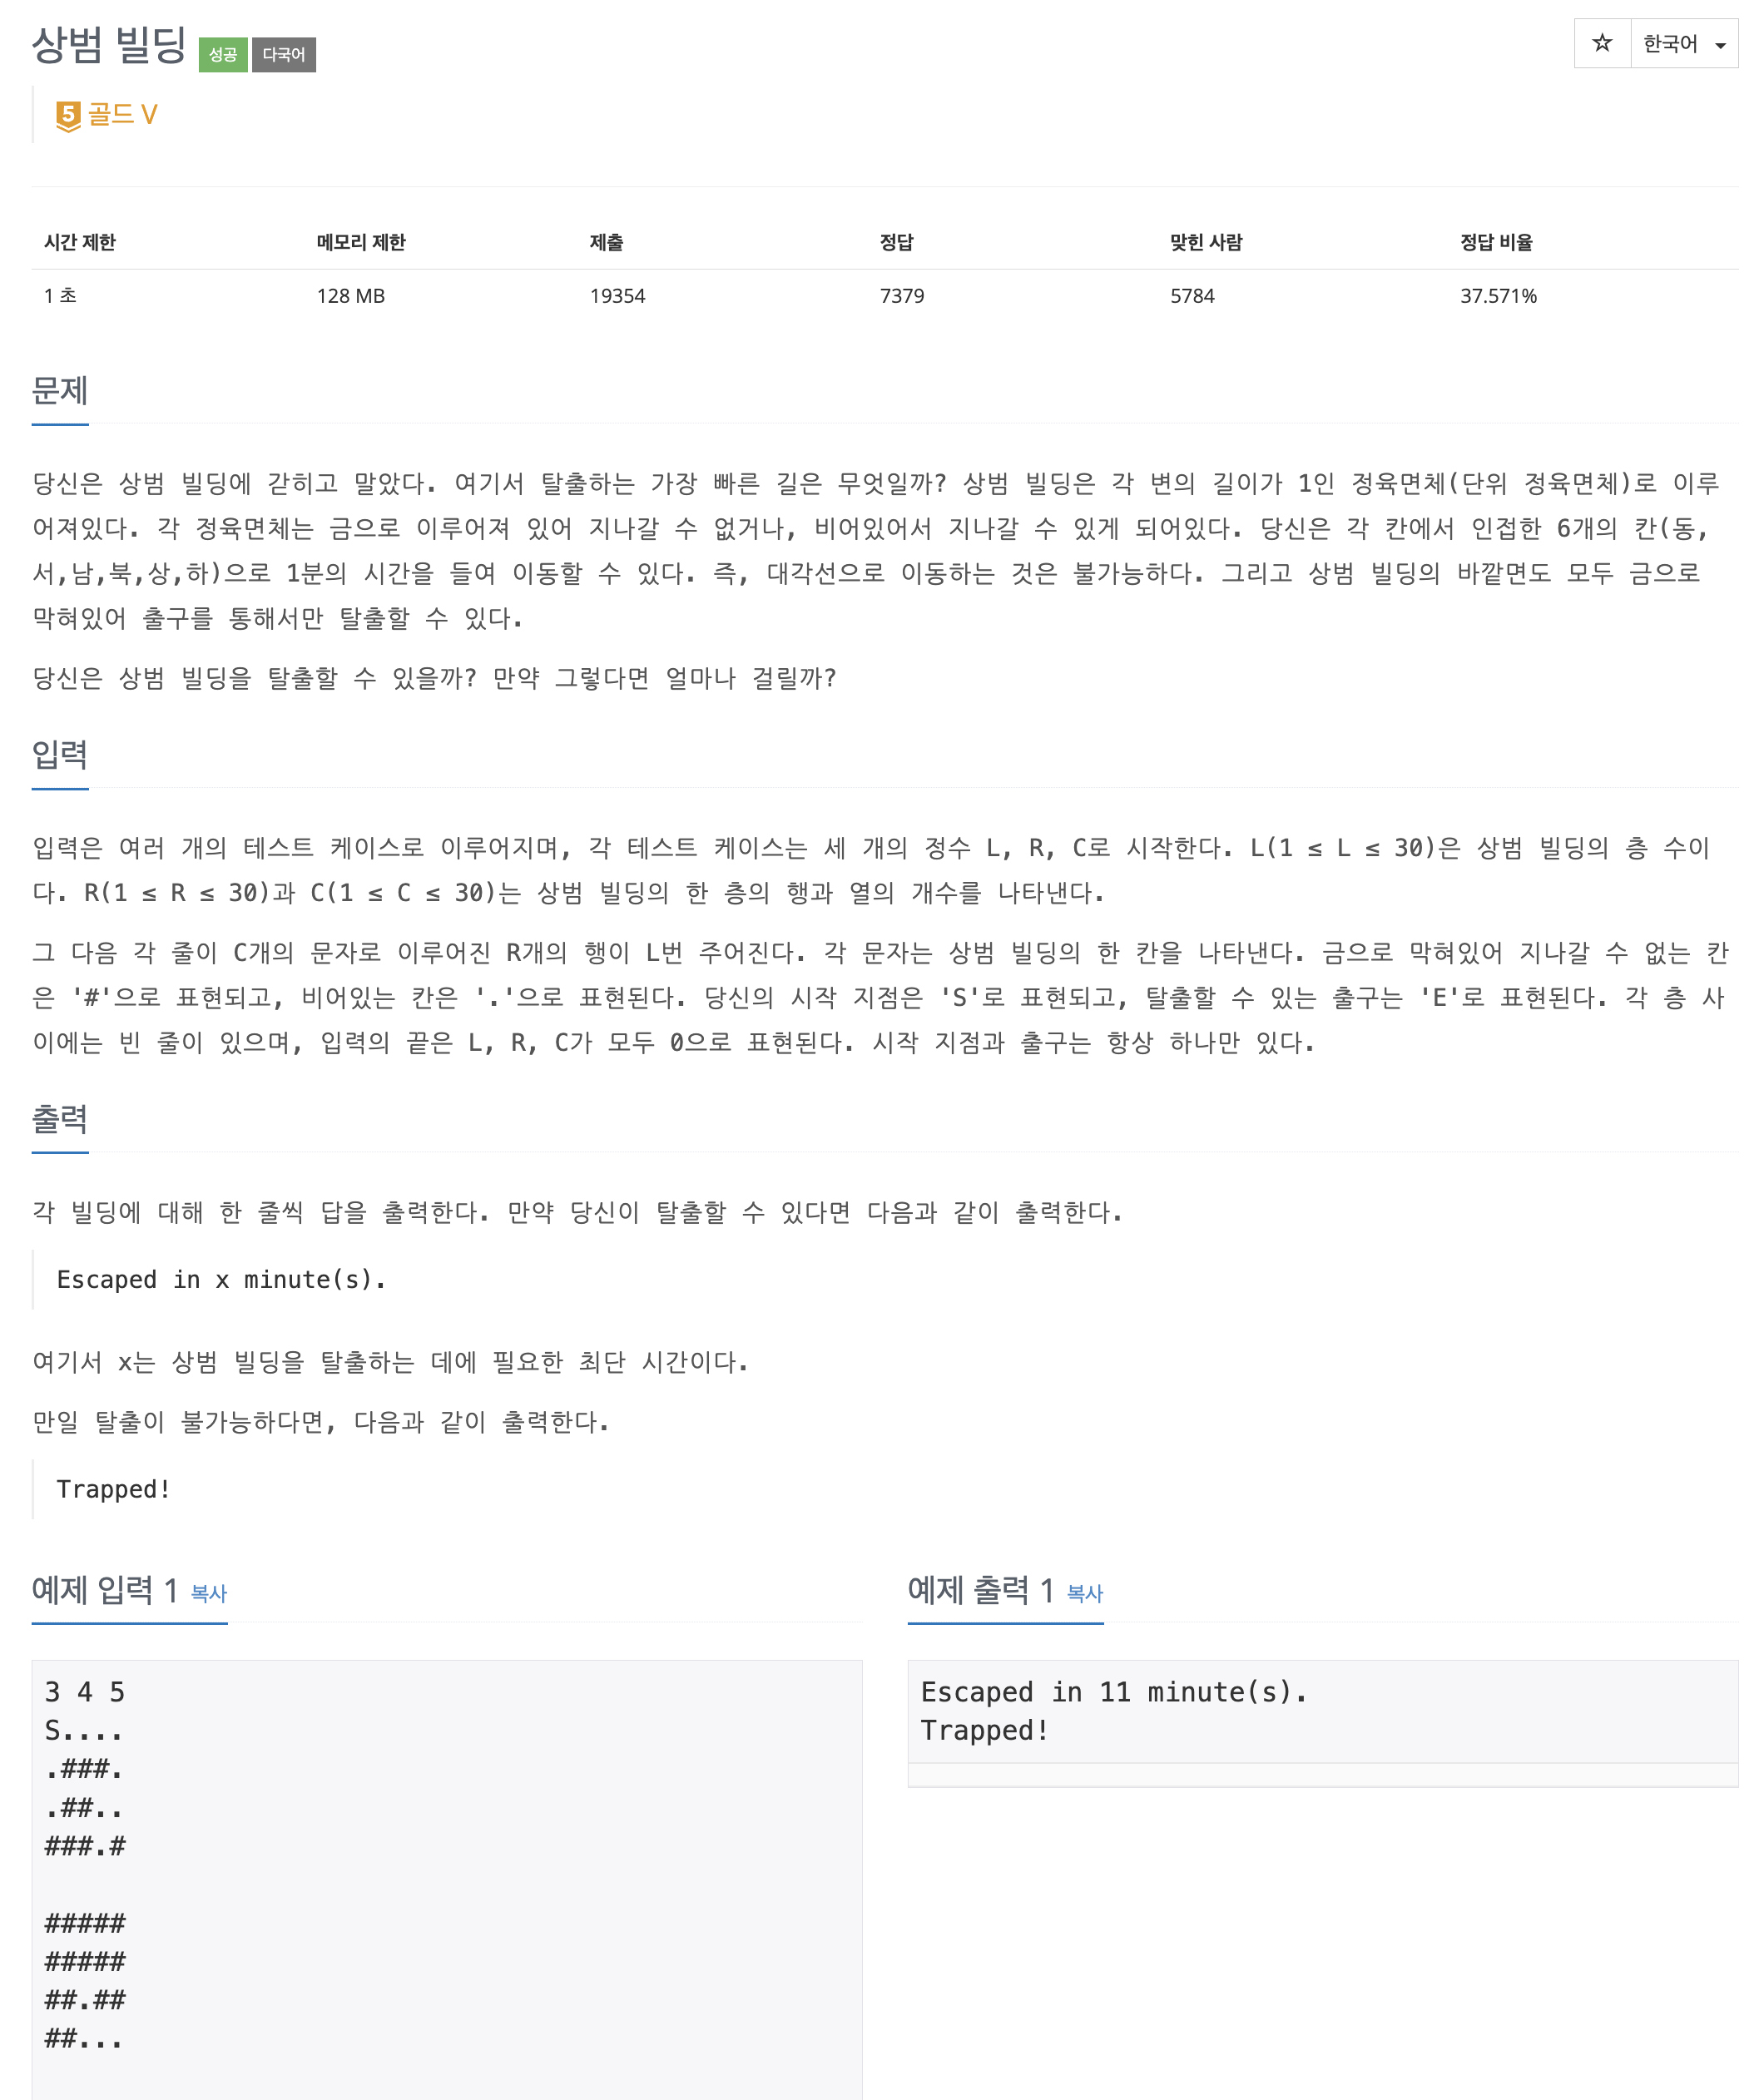 상범 빌딩 성공 다국어
☆ 한국어
5 골드 V
시간 제한 메모리 제한 제출 정답 맞힌 사람 정답 비율
1 초 128 MB 19354 7379 5784 37.571%
문제
당신은 상범 빌딩에 갇히고 말았다. 여기서 탈출하는 가장 빠른 길은 무엇일까? 상범 빌딩은 각 변의 길이가 1인 정육면체(단위 정육면체)로 이루
어져있다. 각 정육면체는 금으로 이루어져 있어 지나갈 수 없거나, 비어있어서 지나갈 수 있게 되어있다. 당신은 각 칸에서 인접한 6개의 칸(동,
서,남,북,상,하)으로 1분의 시간을 들여 이동할 수 있다. 즉, 대각선으로 이동하는 것은 불가능하다. 그리고 상범 빌딩의 바깥면도 모두 금으로
막혀있어 출구를 통해서만 탈출할 수 있다.
당신은 상범 빌딩을 탈출할 수 있을까? 만약 그렇다면 얼마나 걸릴까?
입력
입력은 여러 개의 테스트 케이스로 이루어지며, 각 테스트 케이스는 세 개의 정수 L, R, C로 시작한다. L(1 ≤ L ≤ 30)은 상범 빌딩의 층 수이
다. R(1 ≤ R ≤ 30)과 C(1 ≤ C ≤ 30)는 상범 빌딩의 한 층의 행과 열의 개수를 나타낸다.
그 다음 각 줄이 C개의 문자로 이루어진 R개의 행이 L번 주어진다. 각 문자는 상범 빌딩의 한 칸을 나타낸다. 금으로 막혀있어 지나갈 수 없는 칸
은 '#'으로 표현되고, 비어있는 칸은 '.'으로 표현된다. 당신의 시작 지점은 'S'로 표현되고, 탈출할 수 있는 출구는 'E'로 표현된다. 각 층 사
이에는 빈 줄이 있으며, 입력의 끝은 L, R, C가 모두 0으로 표현된다. 시작 지점과 출구는 항상 하나만 있다.
출력
각 빌딩에 대해 한 줄씩 답을 출력한다. 만약 당신이 탈출할 수 있다면 다음과 같이 출력한다.
Escaped in x minute(s).
여기서 x는 상범 빌딩을 탈출하는 데에 필요한 최단 시간이다.
만일 탈출이 불가능하다면, 다음과 같이 출력한다.
Trapped!
예제 입력 1 복사
3 4 5
S....
.###.
.##..
###.#

#####
#####
##.##
##...
예제 출력 1 복사
Escaped in 11 minute(s).
Trapped!